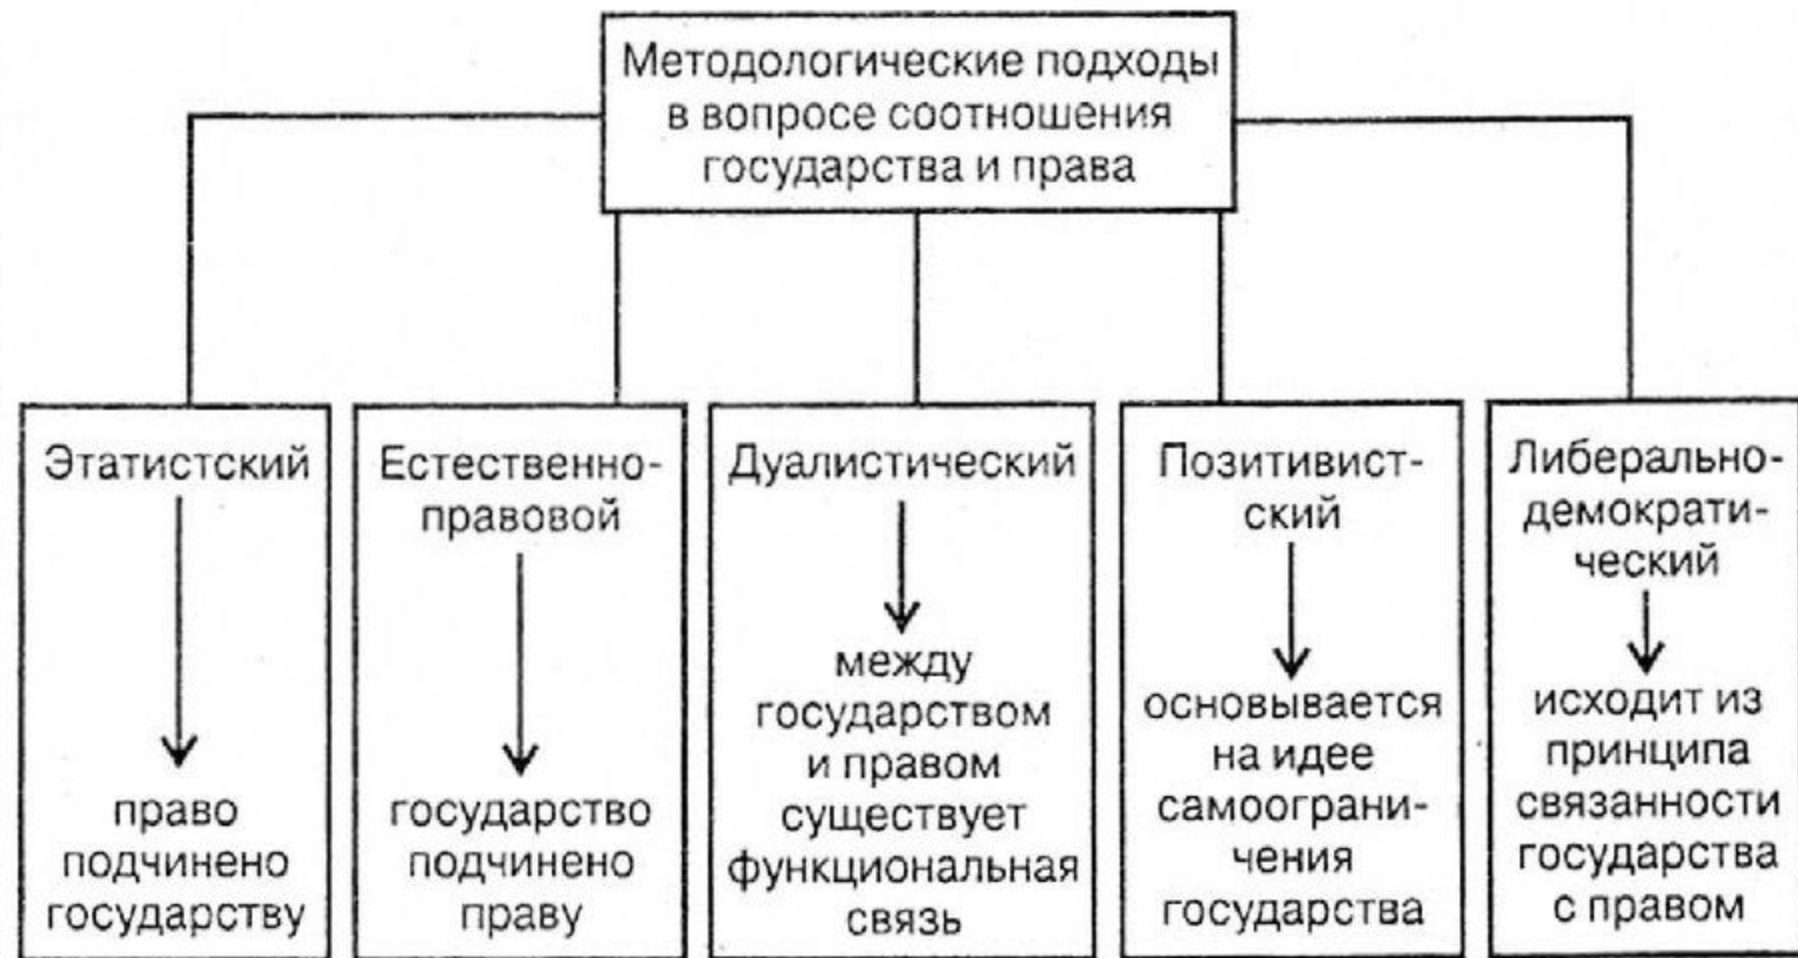 Методологические подходы
в вопросе соотношения
государства и права
Этатистский
право
подчинено
государству
Естественно-
правовой
государство
подчинено
праву
Дуалистический
между
государством
и правом
существует
функциональная
связь
Позитивист-
ский
основывается
на идее
самоограни-
чения
государства
Либерально-
демократи-
ческий
исходит из
принципа
связанности
государства
с правом